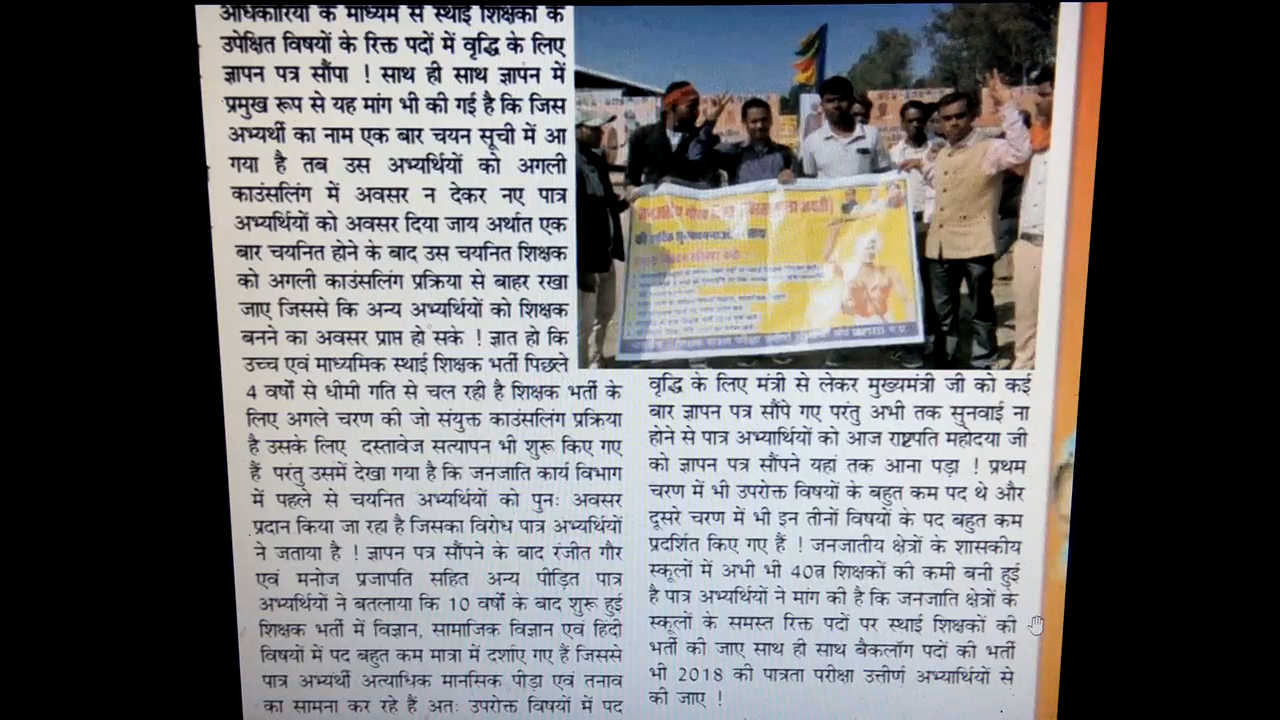 अधिकारियों के माध्यम से स्थाई शिक्षकों के
उपेक्षित विषयों के रिक्त पदों में वृद्धि के लिए
ज्ञापन पत्र सौंपा ! साथ ही साथ ज्ञापन में
प्रमुख रूप से यह मांग भी की गई है कि जिस
अभ्यर्थी का नाम एक बार चयन सूची में आ
गया है तब उस अभ्यर्थियों को अगली
काउंसलिंग में अवसर न देकर नए पात्र
अभ्यर्थियों को अवसर दिया जाय अर्थात एक
बार चयनित होने के बाद उस चयनित शिक्षक
को अगली काउंसलिंग प्रक्रिया से बाहर रखा
जाए जिससे कि अन्य अभ्यर्थियों को शिक्षक
बनने का अवसर प्राप्त हो सके ! ज्ञात हो कि
उच्च एवं माध्यमिक स्थाई शिक्षक भर्ती पिछले
4 वर्षों से धीमी गति से चल रही है शिक्षक भर्ती के
लिए अगले चरण की जो संयुक्त काउंसलिंग प्रक्रिया
है उसके लिए दस्तावेज सत्यापन भी शुरू किए गए
हैं परंतु उसमें देखा गया है कि जनजाति कार्य विभाग
में पहले से चयनित अभ्यर्थियों को पुनः अवसर
प्रदान किया जा रहा है जिसका विरोध पात्र अभ्यर्थियों
ने जताया है ! ज्ञापन पत्र सौंपने के बाद रंजीत गौर
एवं मनोज प्रजापति सहित अन्य पीड़ित पात्र
अभ्यर्थियों ने बतलाया कि 10 वर्षों के बाद शुरू हुई
शिक्षक भर्ती में विज्ञान, सामाजिक विज्ञान एवं हिंदी
विषयों में पद बहुत कम मात्रा में दर्शाए गए हैं जिससे
पात्र अभ्यर्थी अत्याधिक मानसिक पीड़ा एवं तनाव
का सामना कर रहे हैं अतः उपरोक्त विषयों में पद
वृद्धि के लिए मंत्री से लेकर मुख्यमंत्री जी को कई
बार ज्ञापन पत्र सौंपे गए परंतु अभी तक सुनवाई ना
होने से पात्र अभ्यार्थियों को आज राष्ट्रपति महोदया जी
को ज्ञापन पत्र सौंपने यहां तक आना पड़ा ! प्रथम
चरण में भी उपरोक्त विषयों के बहुत कम पद थे और
दूसरे चरण में भी इन तीनों विषयों के पद बहुत कम
प्रदर्शित किए गए हैं ! जनजातीय क्षेत्रों के शासकीय
स्कूलों में अभी भी 40त्न शिक्षकों की कमी बनी हुई
है पात्र अभ्यर्थियों ने मांग की है कि जनजाति क्षेत्रों के
स्कूलों के समस्त रिक्त पदों पर स्थाई शिक्षकों की
भर्ती की जाए साथ ही साथ बैकलॉग पदों की भर्ती
भी 2018 की पात्रता परीक्षा उत्तीर्ण अभ्यार्थियों से
की जाए !